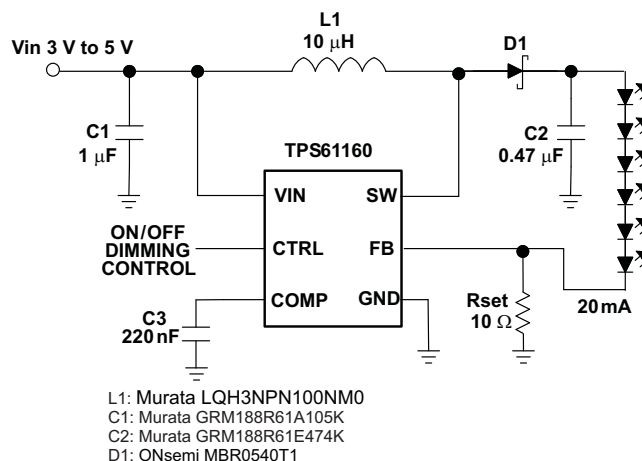 L1
10 μH
Vin 3 V to 5 V
D1
C1
1 μF
C2
0.47 μF
TPS61160
VIN
SW
ON/OFF
DIMMING
CONTROL
CTRL
FB
COMP
GND
C3
220 nF
Rset
10 Ω
20 mA
L1: Murata LQH3NPN100NM0
C1: Murata GRM188R61A105K
C2: Murata GRM188R61E474K
D1: ONsemi MBR0540T1